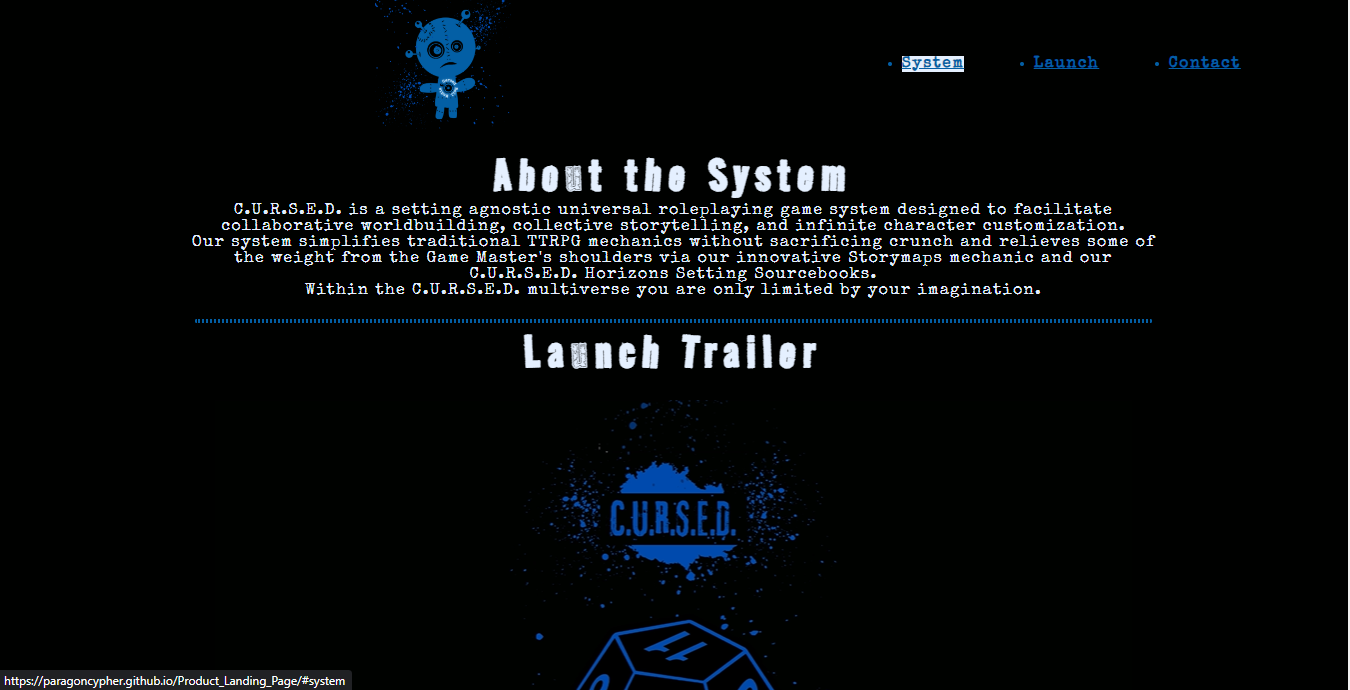 System
Launch
Contact
About the System
C.U.R.S.E.D. is a setting agnostic universal roleplaying game system designed to facilitate
collaborative worldbuilding, collective storytelling, and infinite character customization.
Our system simplifies traditional TTRPG mechanics without sacrificing crunch and relieves some of
the weight from the Game Master's shoulders via our innovative Storymaps mechanic and our
C.U.R.S.E.D. Horizons Setting Sourcebooks.
Within the C.U.R.S.E.D. multiverse you are only limited by your imagination.
Launch Trailer
C.U.R.S.E.D.
https://paragoncypher.github.io/Product_Landing_Page/#system